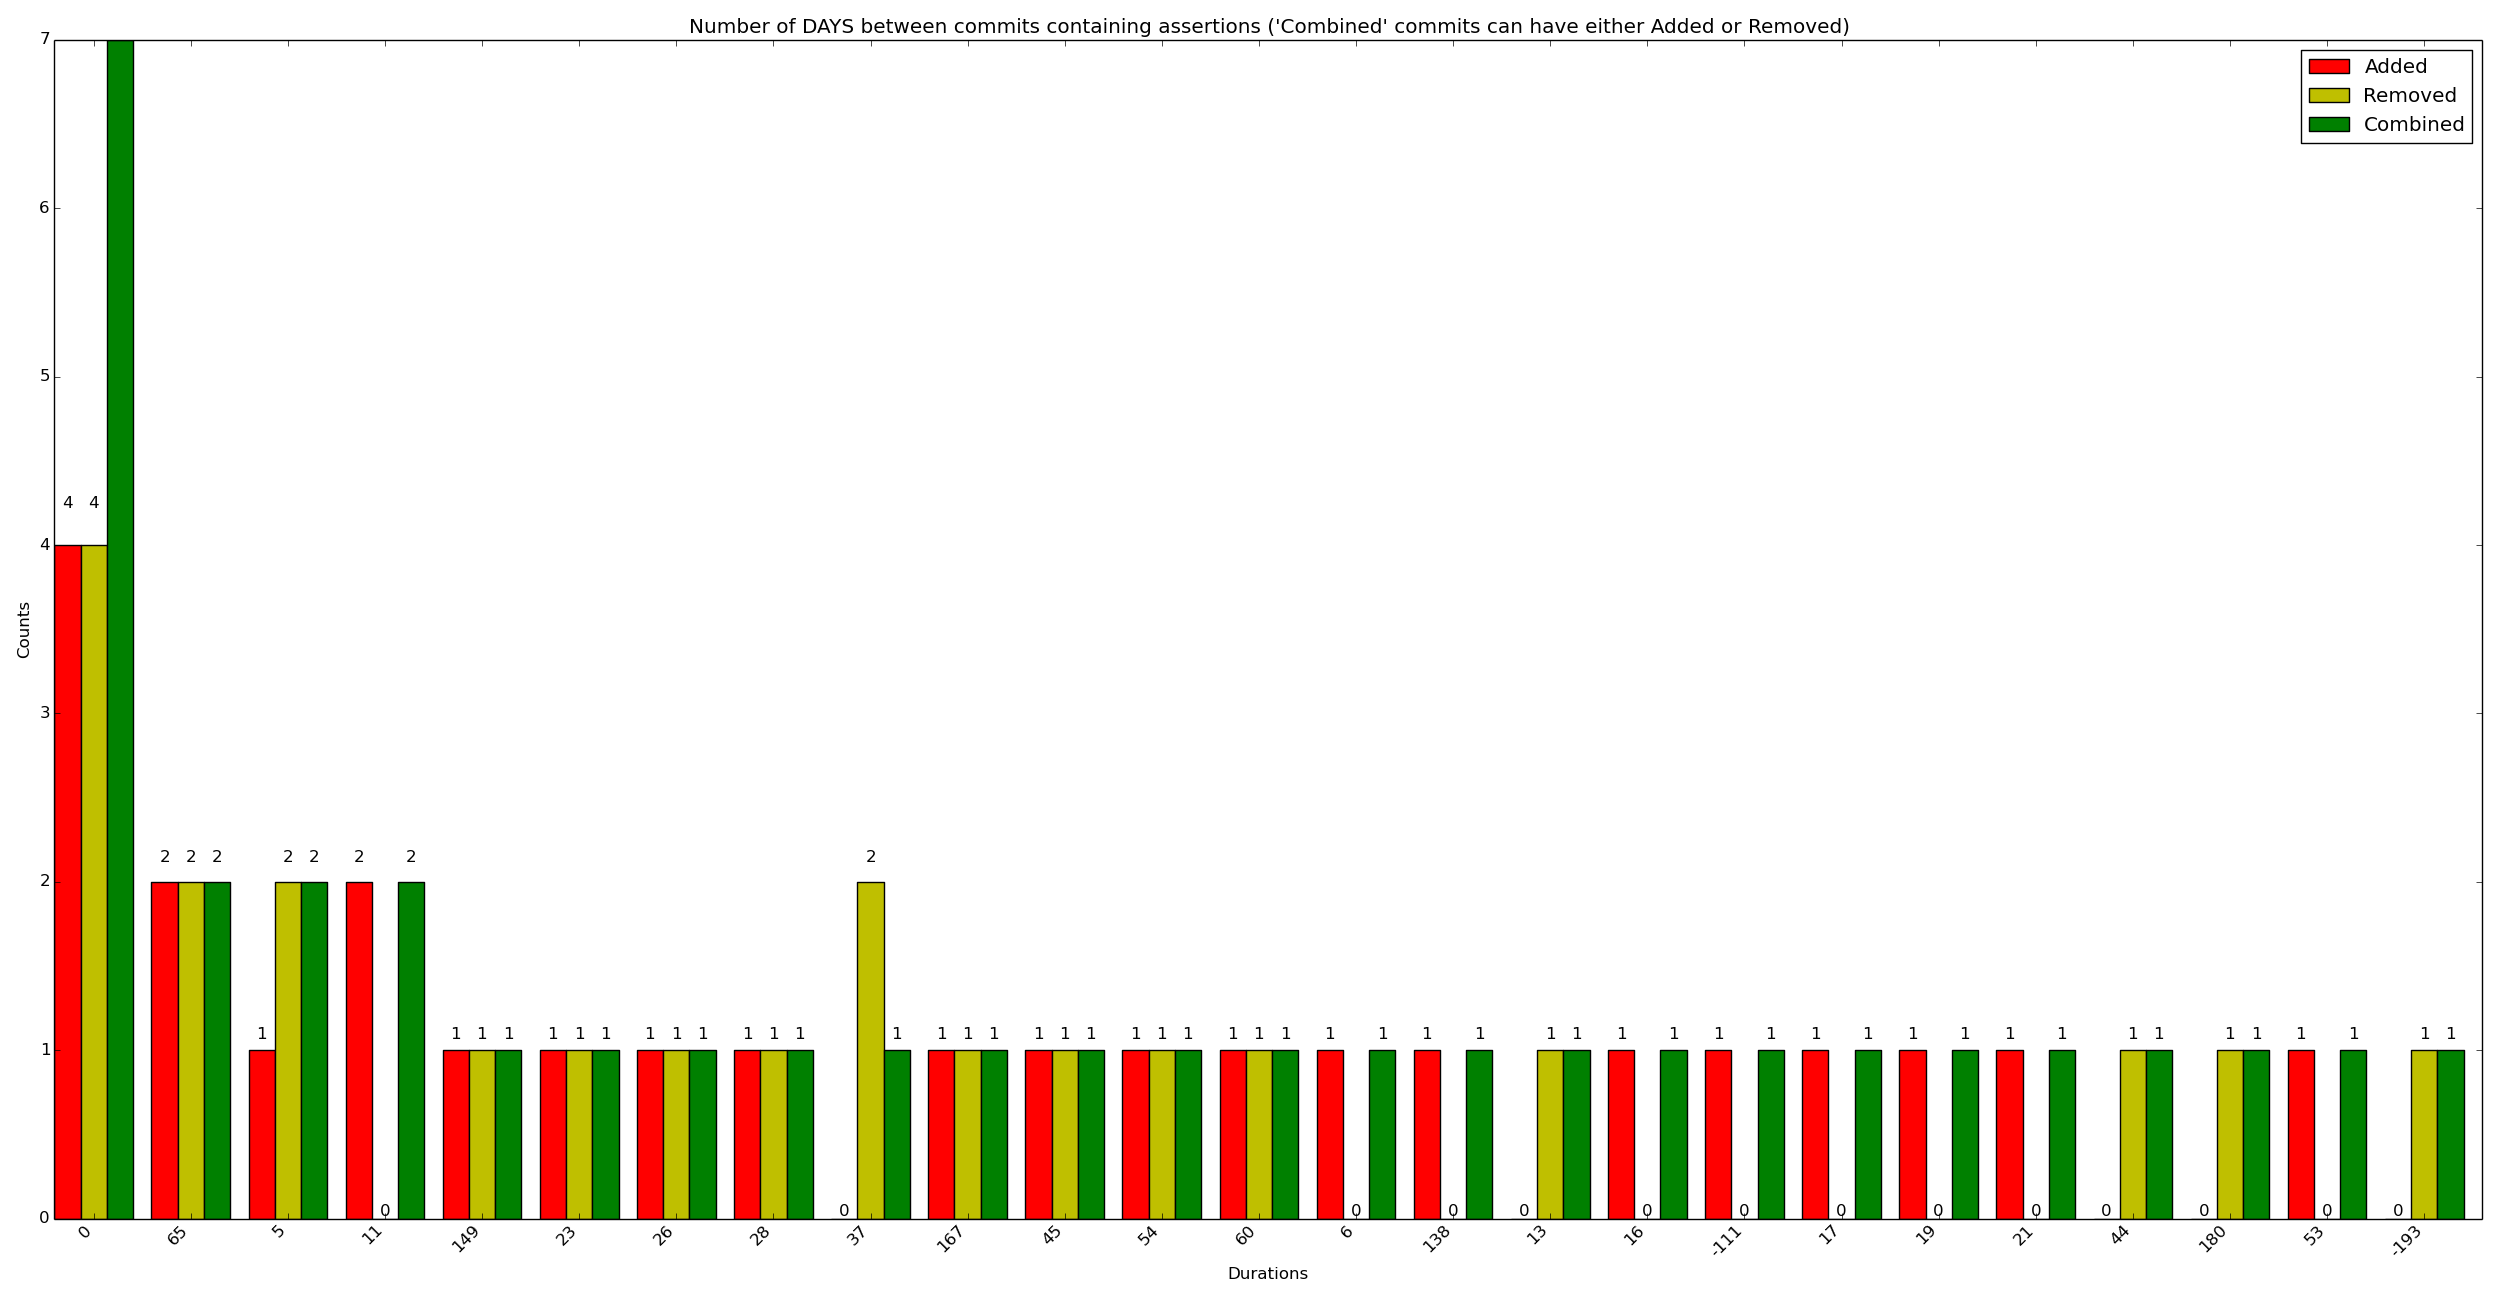 Number of DAYS between commits containing assertions ('Combined' commits can have either Added or Removed)
7
Added
Removed
Combined
6
5
4 4
4
Counts
3
2 2 2 2 2 2 2 2
2
1 1 1 1 1 1 1 1 1 1 1 1 1 1 1 1 1 1 1 1 1 1 1 1 1 1 1 1 1 1 1 1 1 1 1 1 1 1 1 1 1 1 1 1 1 1 1 1 1 1
1
0 0 0 0 0 0 0 0 0 0 0 0 0 0
0
0 65 5 11 149 23 26 28 37 167 45 54 60 6 138 13 16 -111 17 19 21 44 180 53 -193
Durations